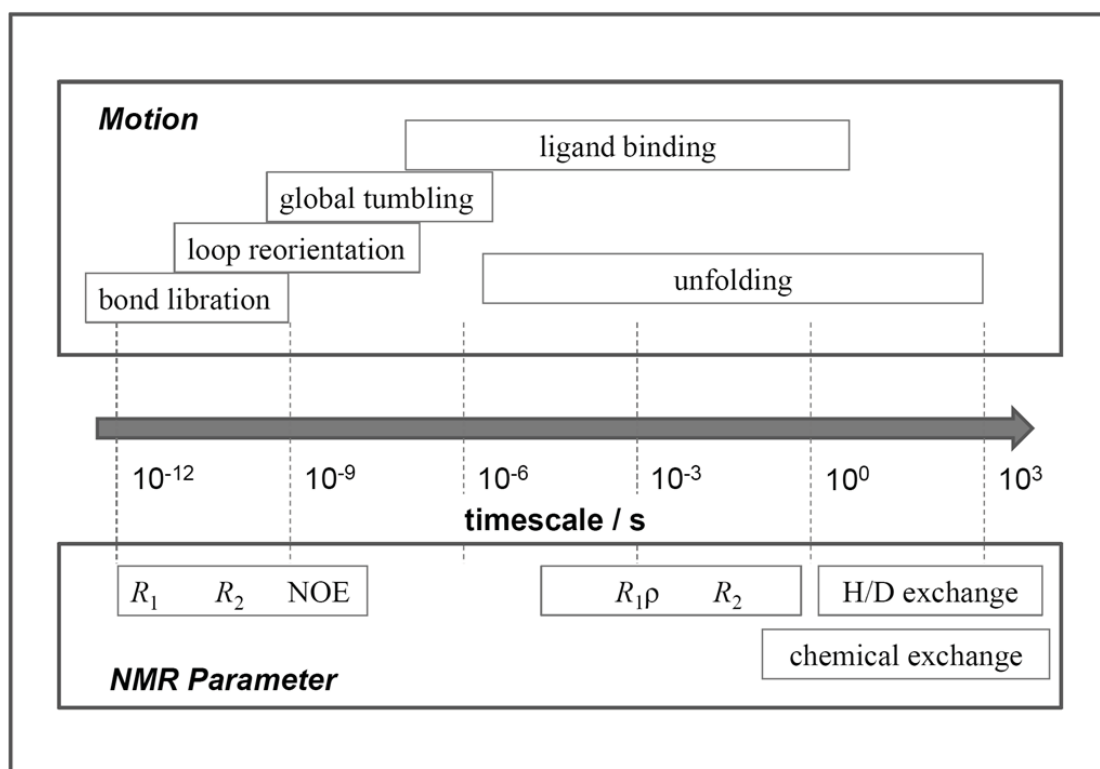 Motion
ligand binding
global tumbling
loop reorientation
unfolding
bond libration
10⁻¹² 10⁻⁹ 10⁻⁶ 10⁻³ 10⁰ 10³
timescale / s
R₁ R₂ NOE R₁ρ R₂ H/D exchange
chemical exchange
NMR Parameter